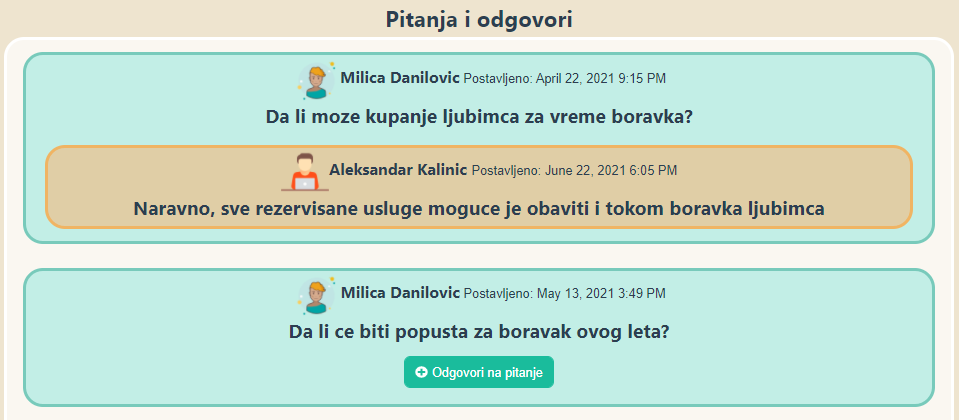 Pitanja i odgovori
Milica Danilovic Postavljeno: April 22, 2021 9:15 PM
Da li moze kupanje ljubimca za vreme boravka?
Aleksandar Kalinic Postavljeno: June 22, 2021 6:05 PM
Naravno, sve rezervisane usluge moguce je obaviti i tokom boravka ljubimca
Milica Danilovic Postavljeno: May 13, 2021 3:49 PM
Da li ce biti popusta za boravak ovog leta?
Odgovori na pitanje